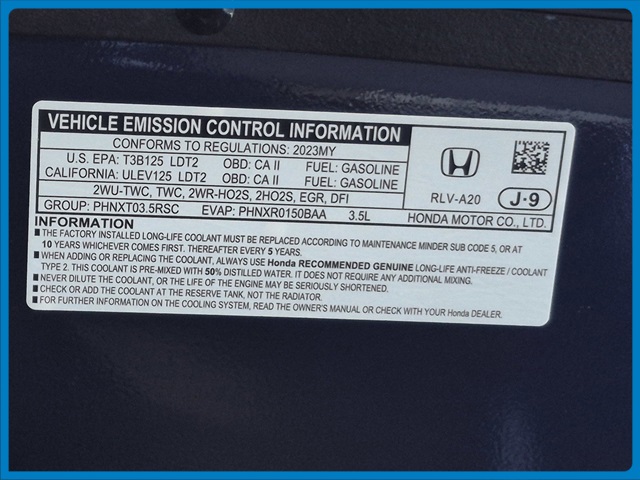 VEHICLE EMISSION CONTROL INFORMATION
CONFORMS TO REGULATIONS: 2023MY
U.S. EPA: T3B125 LDT2 OBD: CA II FUEL: GASOLINE
CALIFORNIA: ULEV125 LDT2 OBD: CA II FUEL: GASOLINE
2WU-TWC, TWC, 2WR-HO2S, 2HO2S, EGR, DFI
GROUP: PHNXT03.5RSC EVAP: PHNXR0150BAA 3.5L
RLV-A20 J-9
HONDA MOTOR CO., LTD.
INFORMATION
■ THE FACTORY INSTALLED LONG-LIFE COOLANT MUST BE REPLACED ACCORDING TO MAINTENANCE MINDER SUB CODE 5, OR AT
10 YEARS WHICHEVER COMES FIRST. THEREAFTER EVERY 5 YEARS.
■ WHEN ADDING OR REPLACING THE COOLANT, ALWAYS USE Honda RECOMMENDED GENUINE LONG-LIFE ANTI-FREEZE / COOLANT
TYPE 2. THIS COOLANT IS PRE-MIXED WITH 50% DISTILLED WATER. IT DOES NOT REQUIRE ANY ADDITIONAL MIXING.
■ NEVER DILUTE THE COOLANT, OR THE LIFE OF THE ENGINE MAY BE SERIOUSLY SHORTENED.
■ CHECK OR ADD THE COOLANT AT THE RESERVE TANK, NOT THE RADIATOR.
■ FOR FURTHER INFORMATION ON THE COOLING SYSTEM, READ THE OWNER'S MANUAL OR CHECK WITH YOUR Honda DEALER.